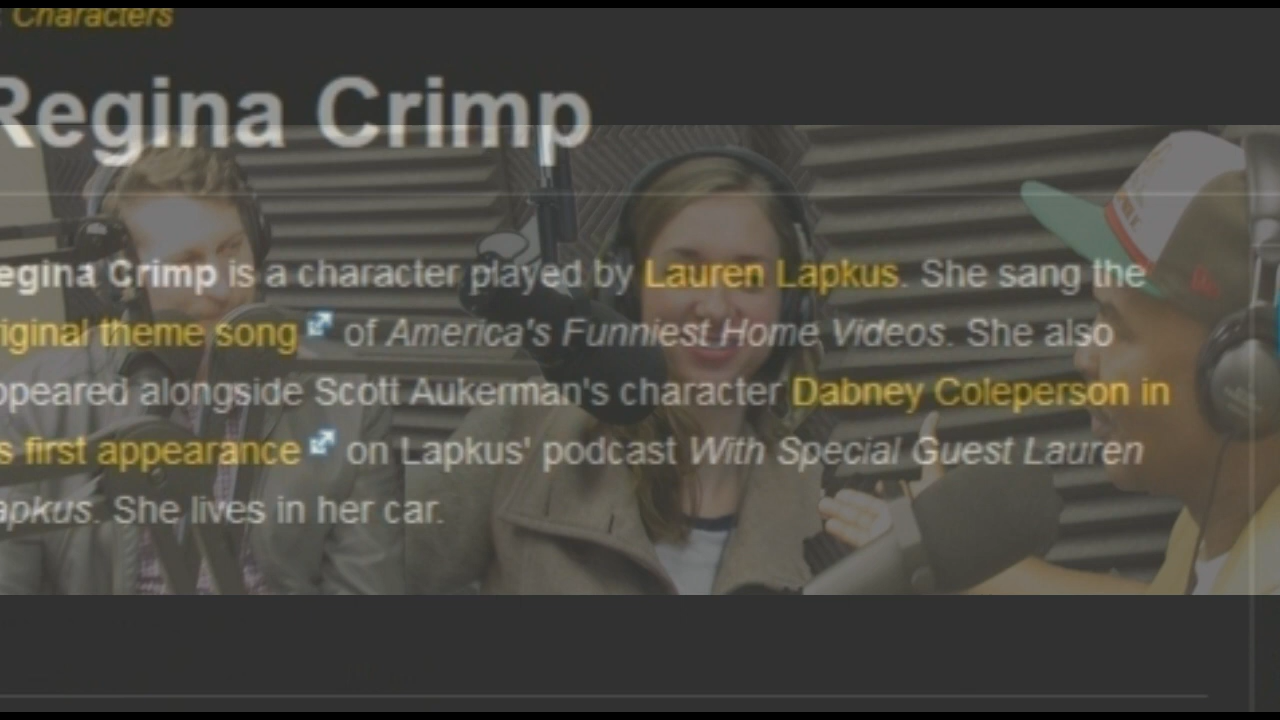 Characters
Regina Crimp
egina Crimp is a character played by Lauren Lapkus. She sang the
riginal theme song of America's Funniest Home Videos. She also
ppeared alongside Scott Aukerman's character Dabney Coleperson in
s first appearance on Lapkus' podcast With Special Guest Lauren
apkus. She lives in her car.